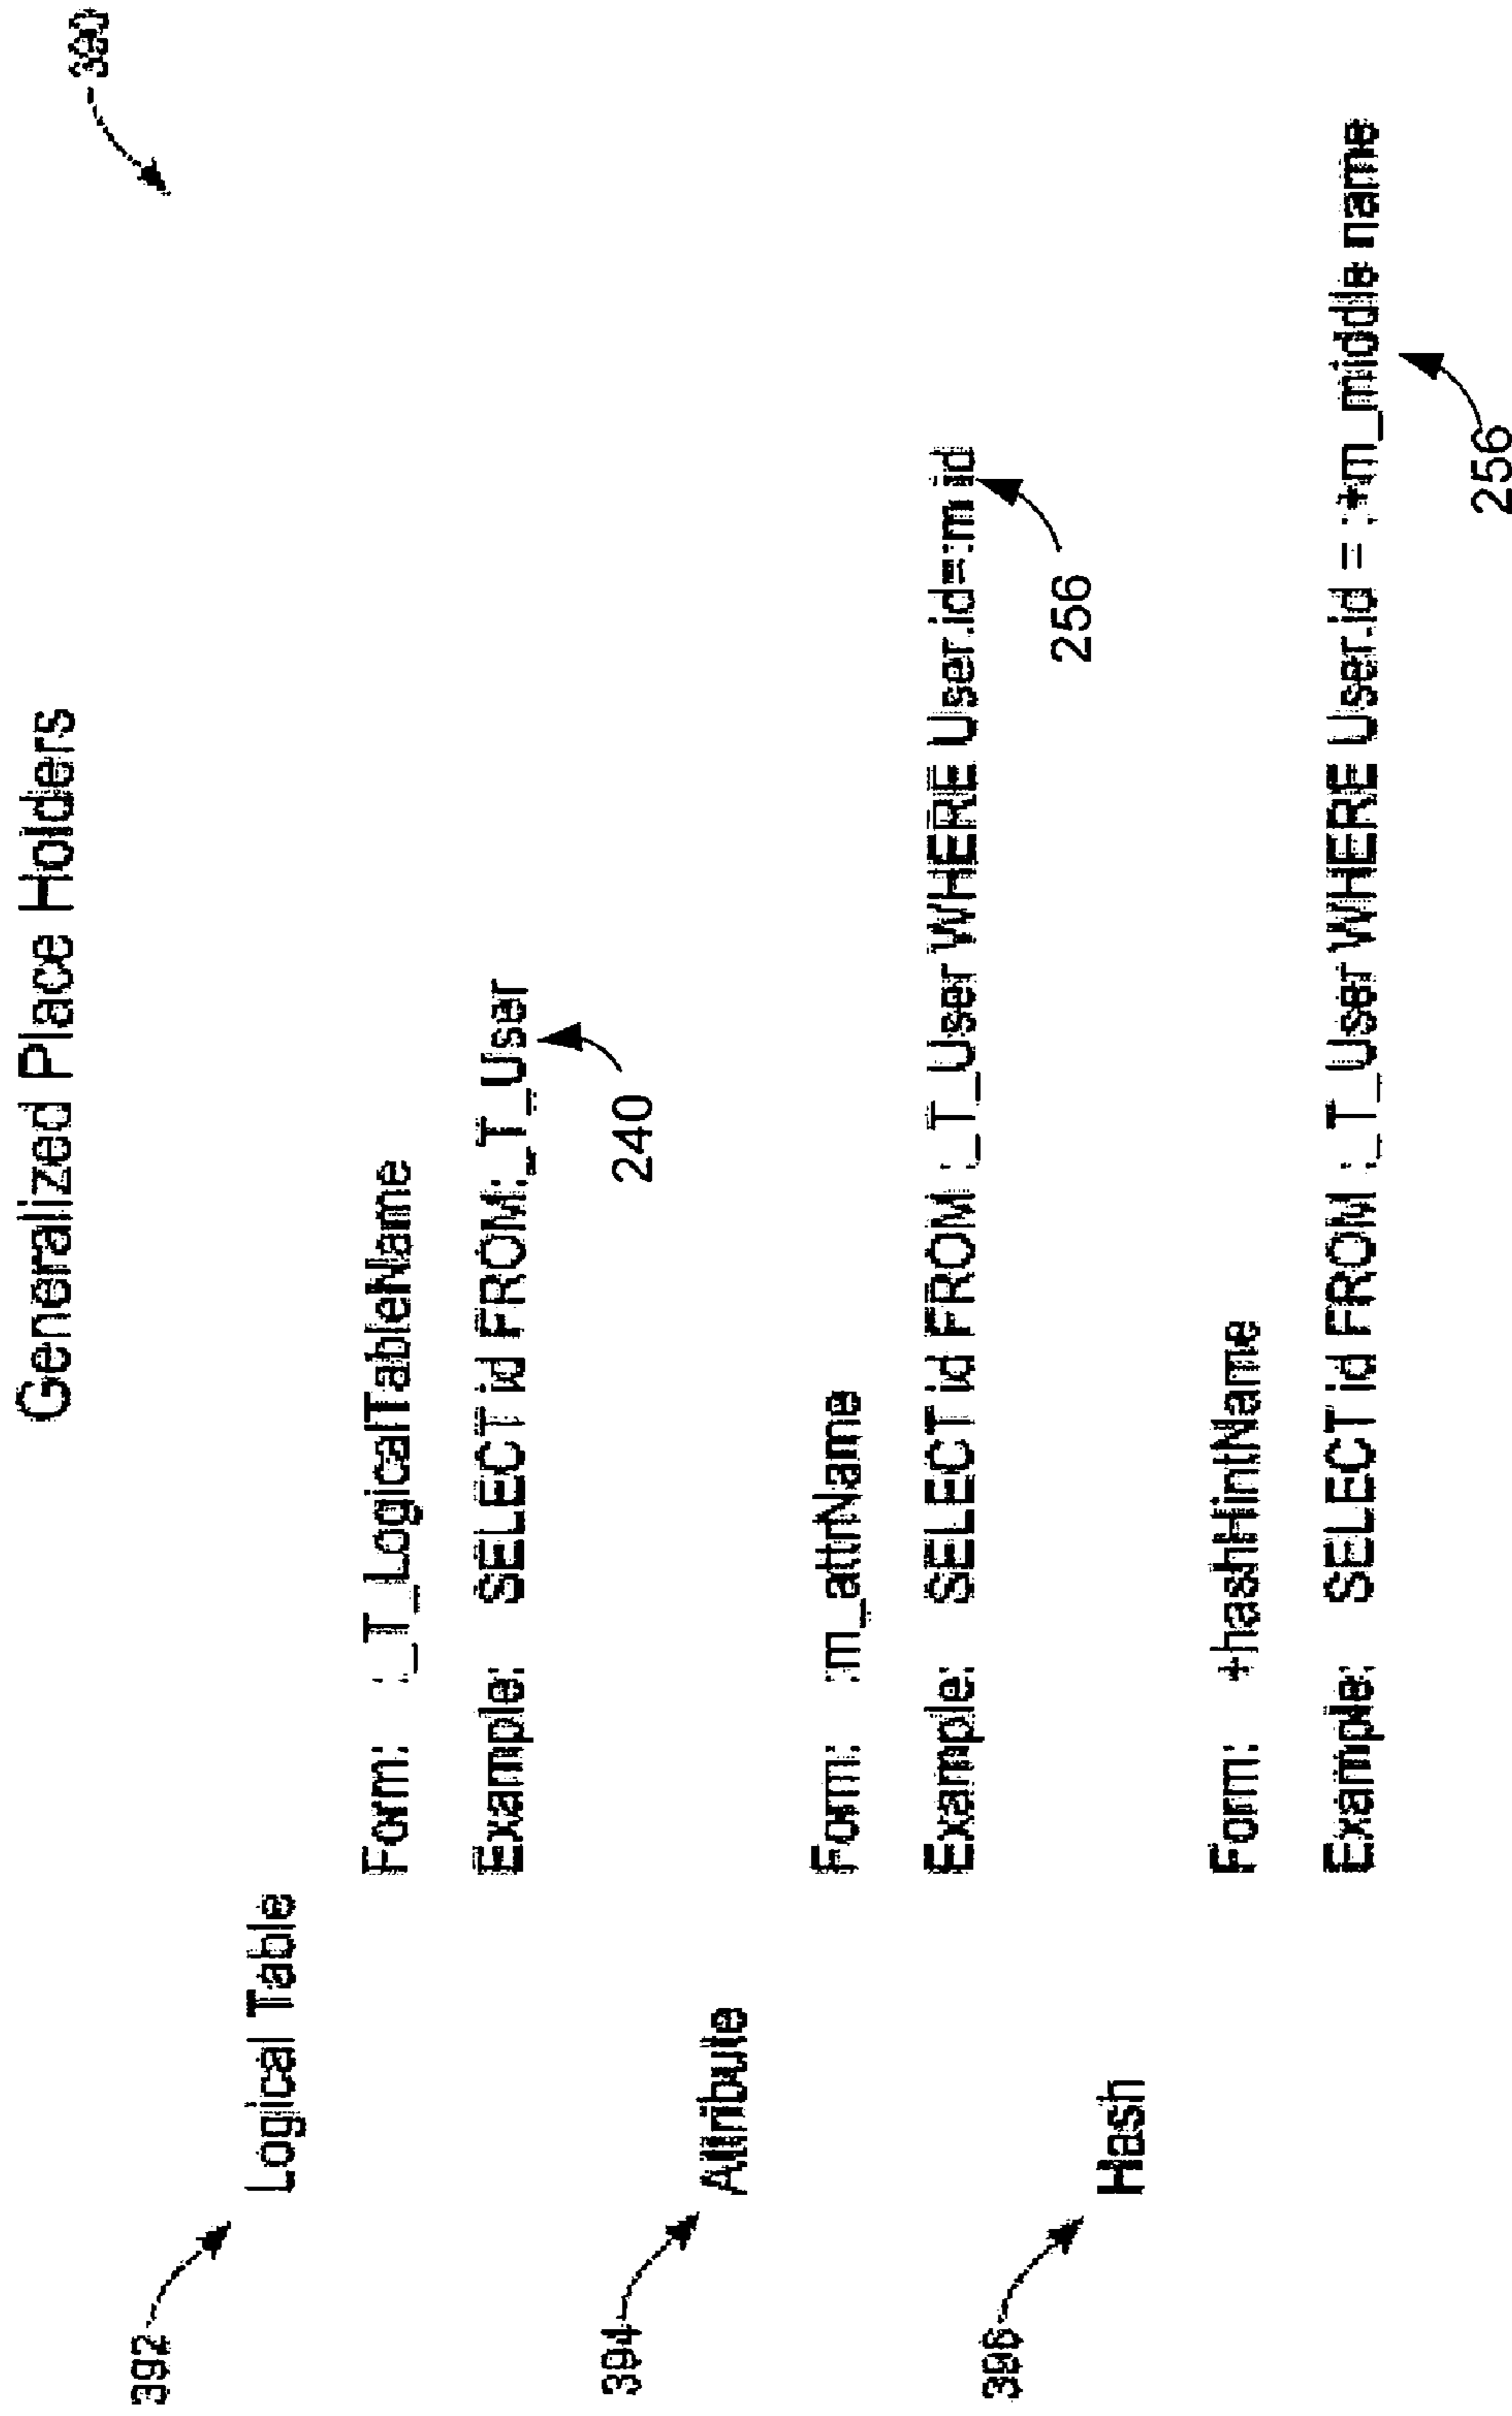 Generalized Place Holders
390
392
Logical Table
Form: :_T_LogicalTableName
Example: SELECT id FROM:_T_User
240
394
Attribute
Form: :m_attrName
Example: SELECT id FROM :_T_User WHERE User.id=:m id
256
396
Hash
Form: +hashHintName
Example: SELECT id FROM :_T_User WHERE User.id = :+m_middle name
256